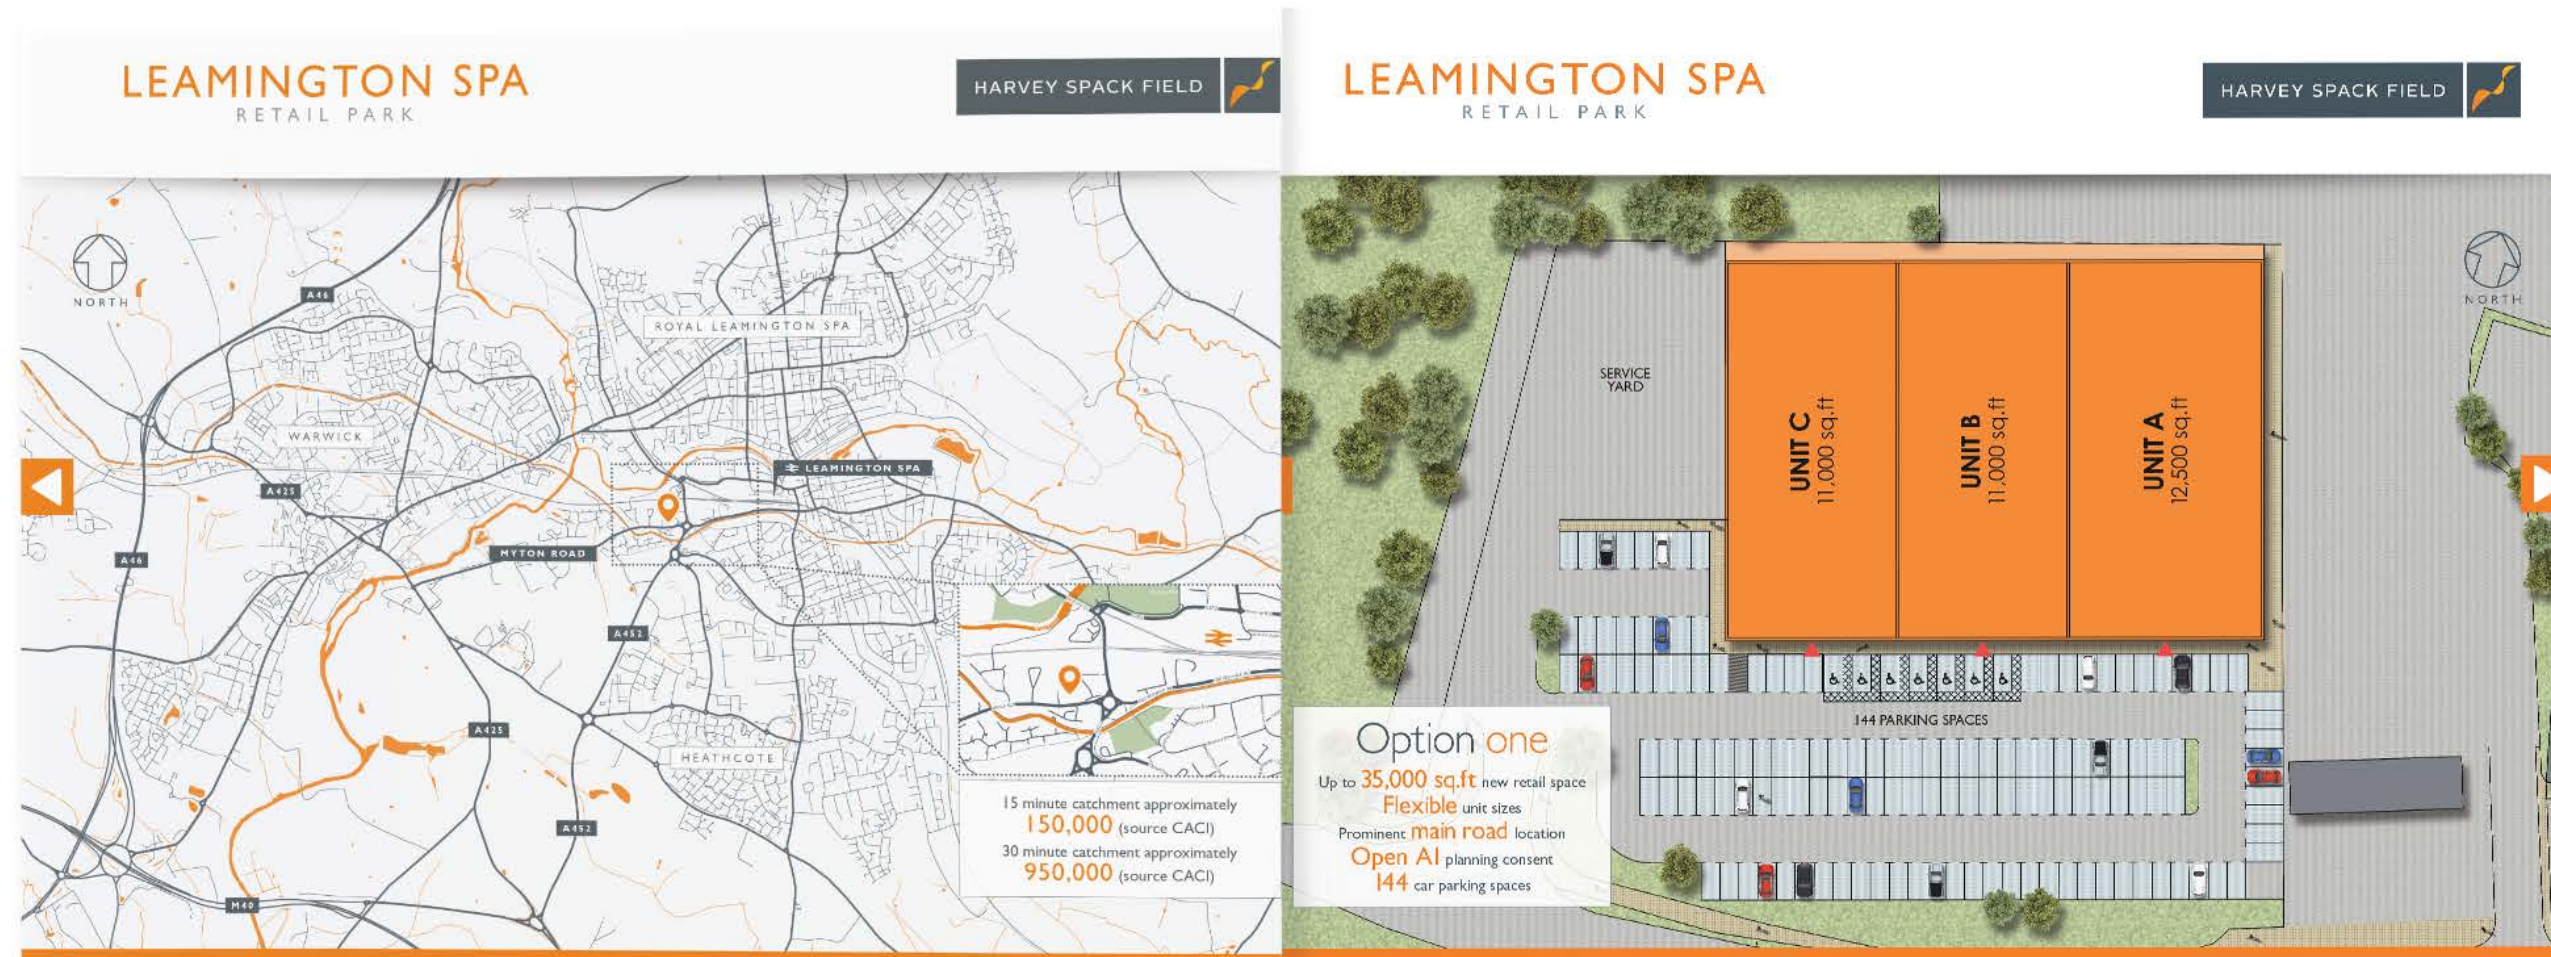 LEAMINGTON SPA
RETAIL PARK
HARVEY SPACK FIELD
NORTH
A46
ROYAL LEAMINGTON SPA
WARWICK
LEAMINGTON SPA
A425
MYTON ROAD
A46
A452
A425
HEATHCOTE
A452
M40
15 minute catchment approximately
150,000 (source CACI)
30 minute catchment approximately
950,000 (source CACI)
LEAMINGTON SPA
RETAIL PARK
HARVEY SPACK FIELD
NORTH
SERVICE
YARD
UNIT C
11,000 sq.ft
UNIT B
11,000 sq.ft
UNIT A
12,500 sq.ft
144 PARKING SPACES
Option one
Up to 35,000 sq.ft new retail space
Flexible unit sizes
Prominent main road location
Open A1 planning consent
144 car parking spaces